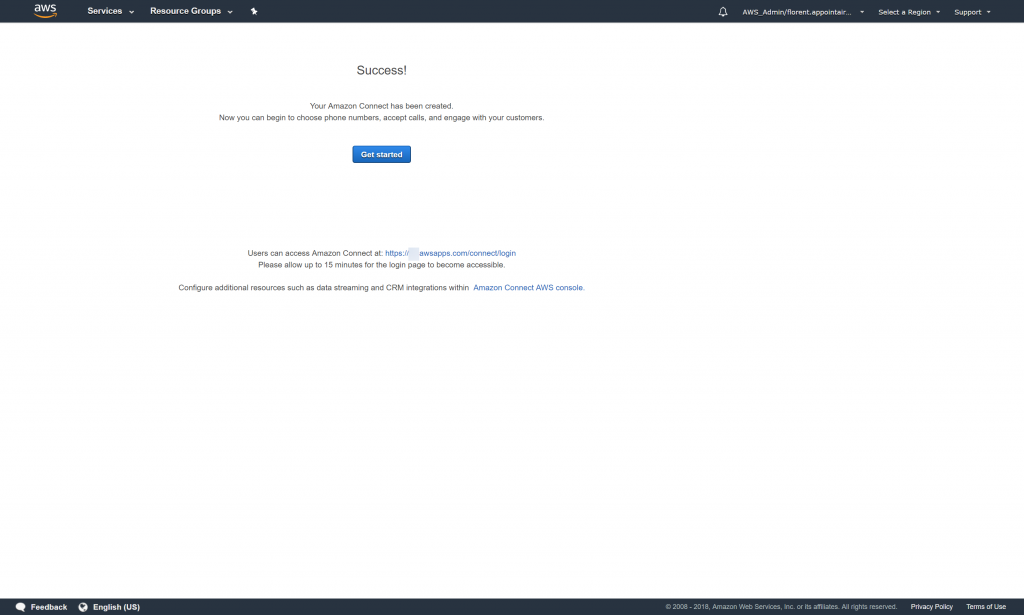 aws Services Resource Groups AWS_Admin/florent.appointair... Select a Region Support
Success!
Your Amazon Connect has been created.
Now you can begin to choose phone numbers, accept calls, and engage with your customers.
Get started
Users can access Amazon Connect at: https:// awsapps.com/connect/login
Please allow up to 15 minutes for the login page to become accessible.
Configure additional resources such as data streaming and CRM integrations within Amazon Connect AWS console.
Feedback English (US) © 2008 - 2018, Amazon Web Services, Inc. or its affiliates. All rights reserved. Privacy Policy Terms of Use